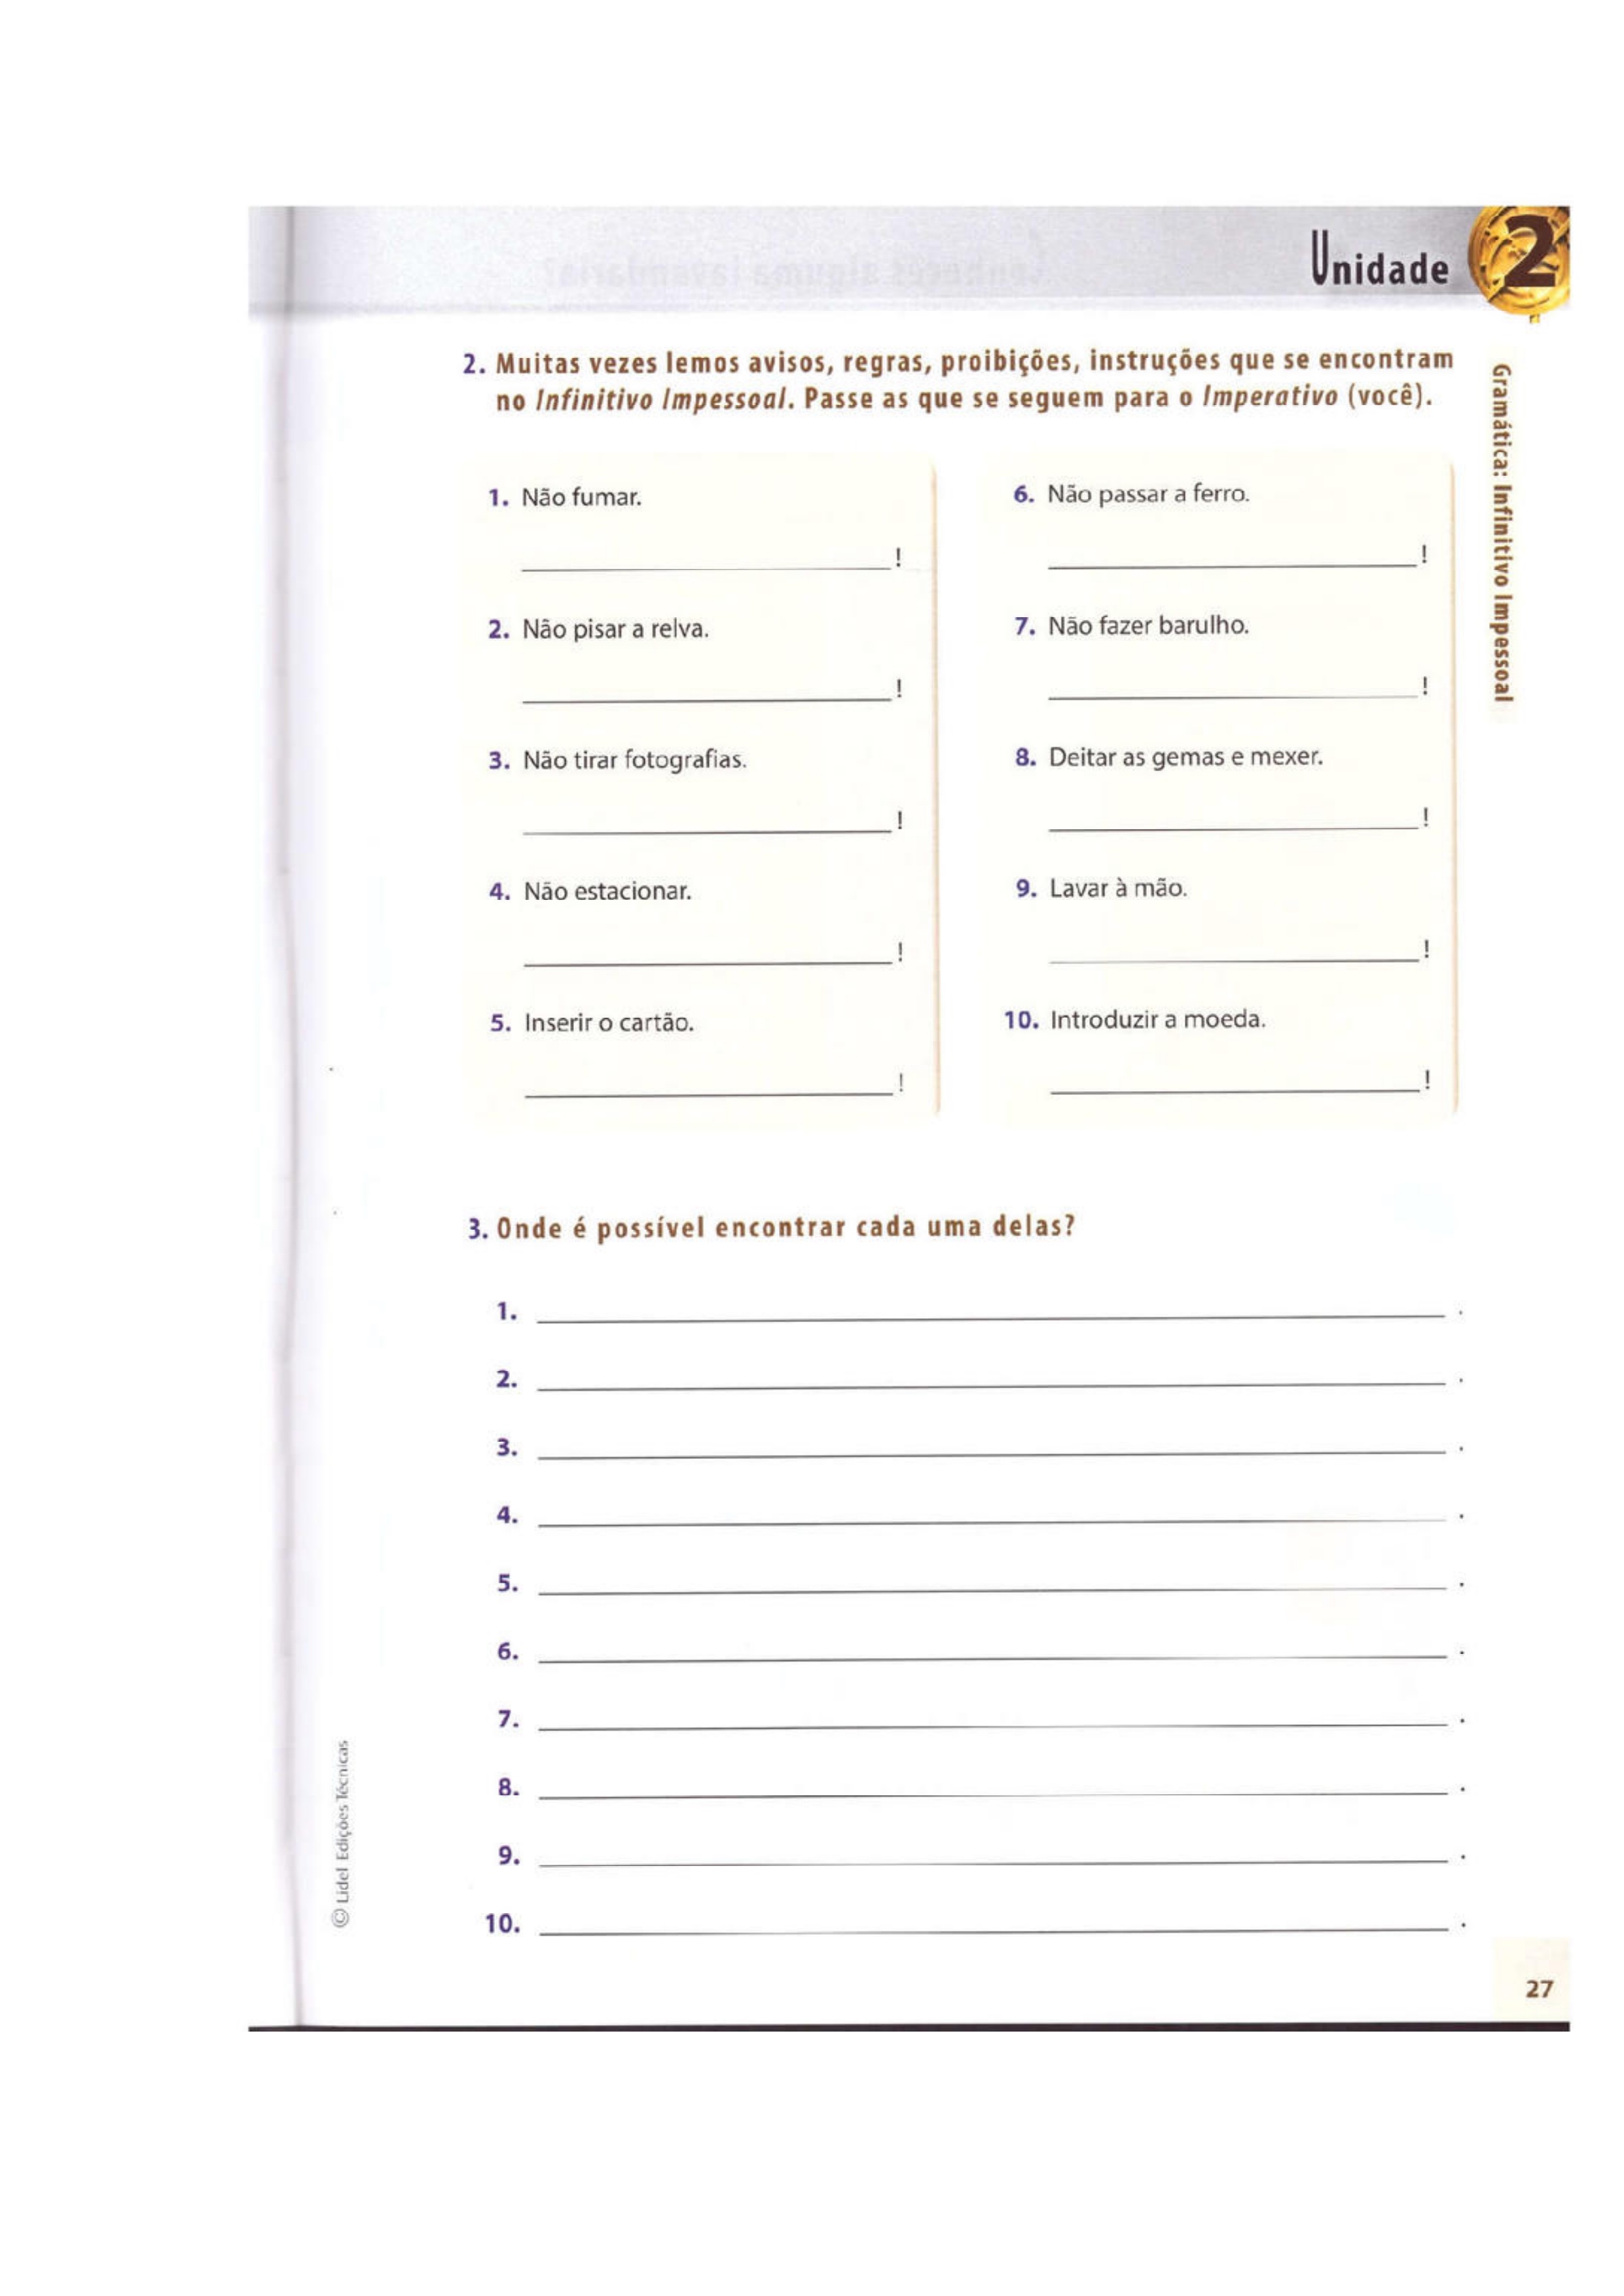 Unidade 2
2. Muitas vezes lemos avisos, regras, proibições, instruções que se encontram
no Infinitivo Impessoal. Passe as que se seguem para o Imperativo (você).
1. Não fumar.
!
2. Não pisar a relva.
!
3. Não tirar fotografias.
!
4. Não estacionar.
!
5. Inserir o cartão.
!
6. Não passar a ferro.
!
7. Não fazer barulho.
!
8. Deitar as gemas e mexer.
!
9. Lavar à mão.
!
10. Introduzir a moeda.
!
Gramática: Infinitivo Impessoal
3. Onde é possível encontrar cada uma delas?
1. .
2. .
3. .
4. .
5. .
6. .
7. .
8. .
9. .
10. .
© Lidel Edições Técnicas
27